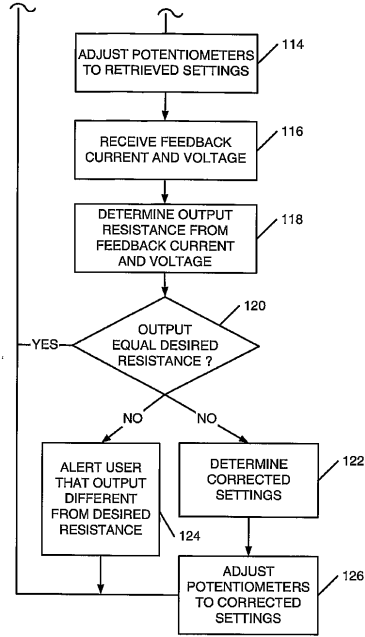 ADJUST POTENTIOMETERS
TO RETRIEVED SETTINGS
114
RECEIVE FEEDBACK
CURRENT AND VOLTAGE
116
DETERMINE OUTPUT
RESISTANCE FROM
FEEDBACK CURRENT
AND VOLTAGE
118
120
OUTPUT
EQUAL DESIRED
RESISTANCE ?
YES
NO
NO
ALERT USER
THAT OUTPUT
DIFFERENT
FROM DESIRED
RESISTANCE
124
DETERMINE
CORRECTED
SETTINGS
122
ADJUST
POTENTIOMETERS
TO CORRECTED
SETTINGS
126